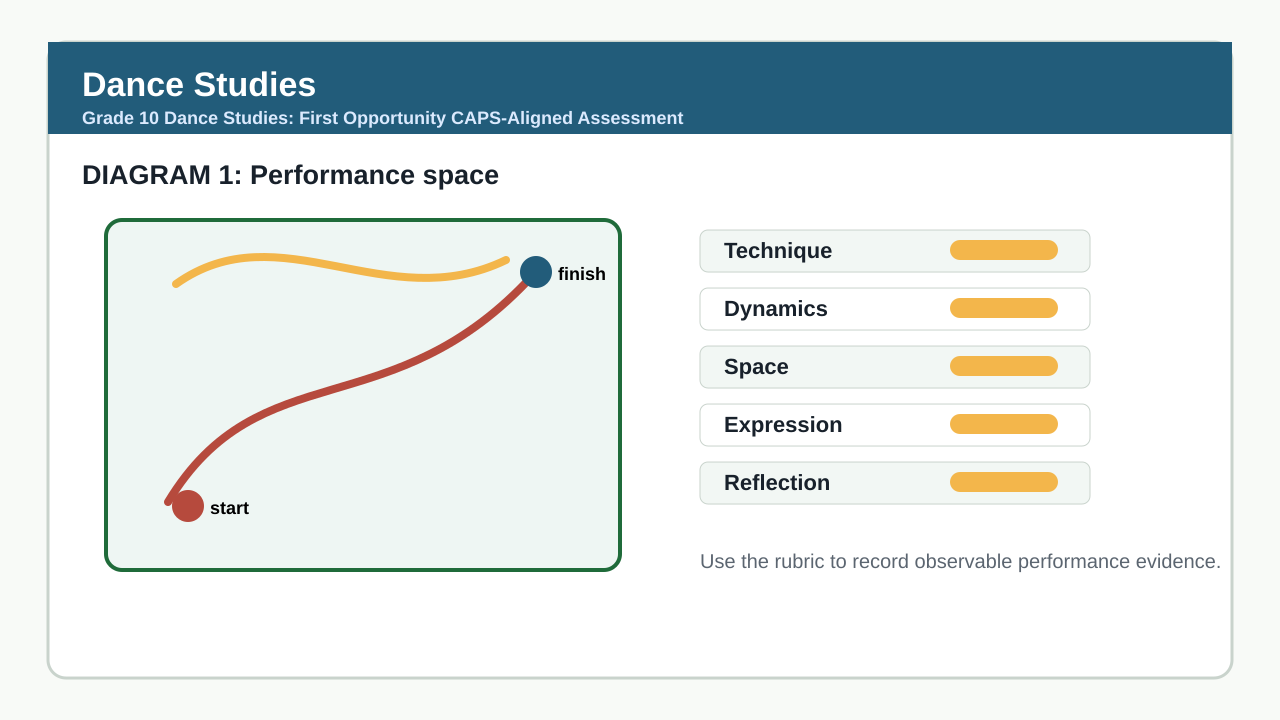 Dance Studies
Grade 10 Dance Studies: First Opportunity CAPS-Aligned Assessment
DIAGRAM 1: Performance space
finish
start
Technique
Dynamics
Space
Expression
Reflection
Use the rubric to record observable performance evidence.